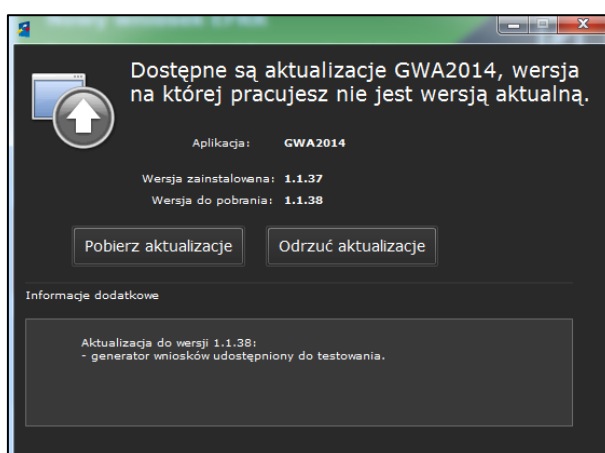 Dostępne są aktualizacje GWA2014, wersja
na której pracujesz nie jest wersją aktualną.
Aplikacja: GWA2014
Wersja zainstalowana: 1.1.37
Wersja do pobrania: 1.1.38
Pobierz aktualizacje Odrzuć aktualizacje
Informacje dodatkowe
Aktualizacja do wersji 1.1.38:
- generator wniosków udostępniony do testowania.